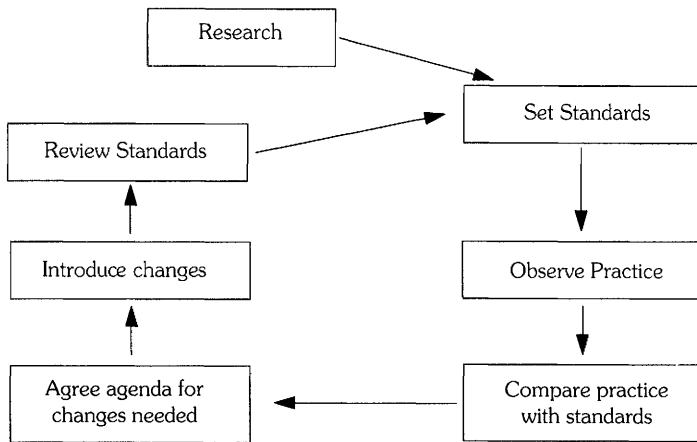 Research
Set Standards
Review Standards
Introduce changes
Observe Practice
Agree agenda for
changes needed
Compare practice
with standards